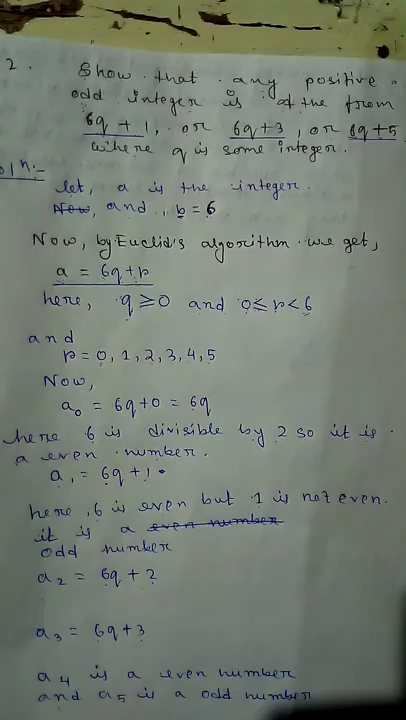 2. Show that any positive
odd integer is of the from
6q + 1, or 6q+3, or 6q+5
where q is some integer.
Soln:-
let, a is the integer.
Now, and, b = 6
Now, by Euclid's algorithm we get,
a = 6q+r
here, q ≥ 0 and 0 ≤ r < 6
and
r = 0, 1, 2, 3, 4, 5
Now,
a₀ = 6q+0 = 6q
here 6 is divisible by 2 so it is
a even number.
a₁ = 6q+1
here, 6 is even but 1 is not even.
it is a even number
odd number
a₂ = 6q + 2
a₃ = 6q+3
a₄ is a even number
and a₅ is a odd number